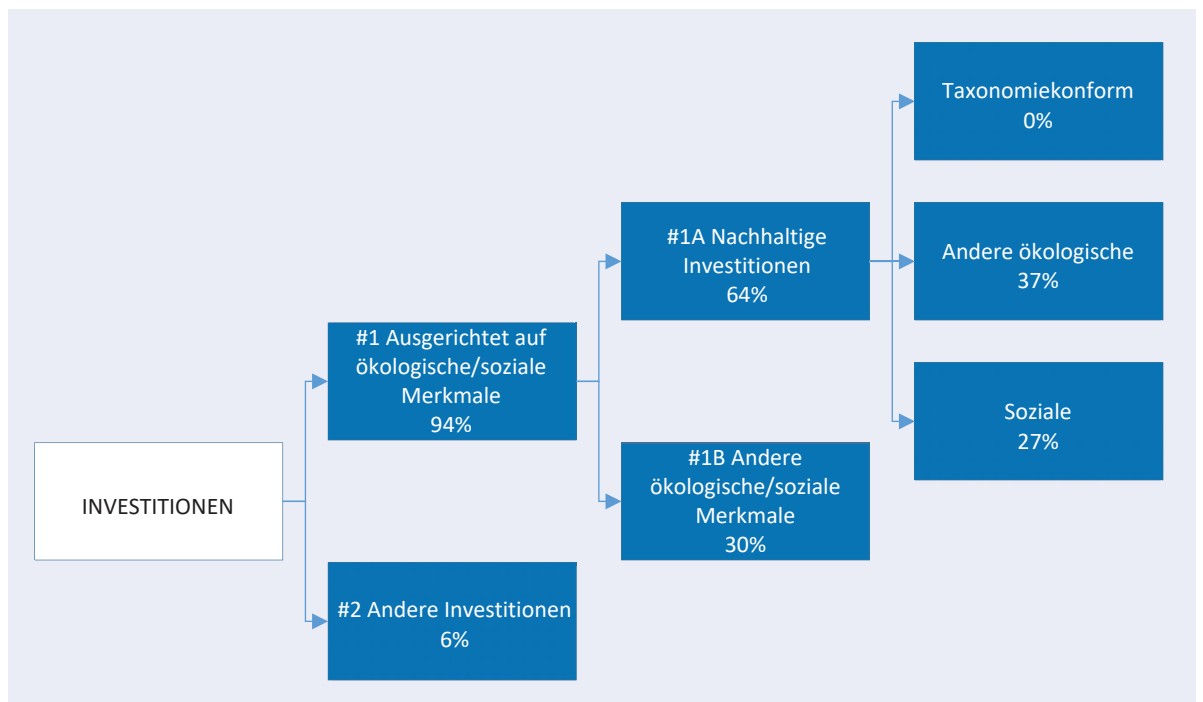 INVESTITIONEN
#1 Ausgerichtet auf
ökologische/soziale
Merkmale
94%
#2 Andere Investitionen
6%
#1A Nachhaltige
Investitionen
64%
#1B Andere
ökologische/soziale
Merkmale
30%
Taxonomiekonform
0%
Andere ökologische
37%
Soziale
27%